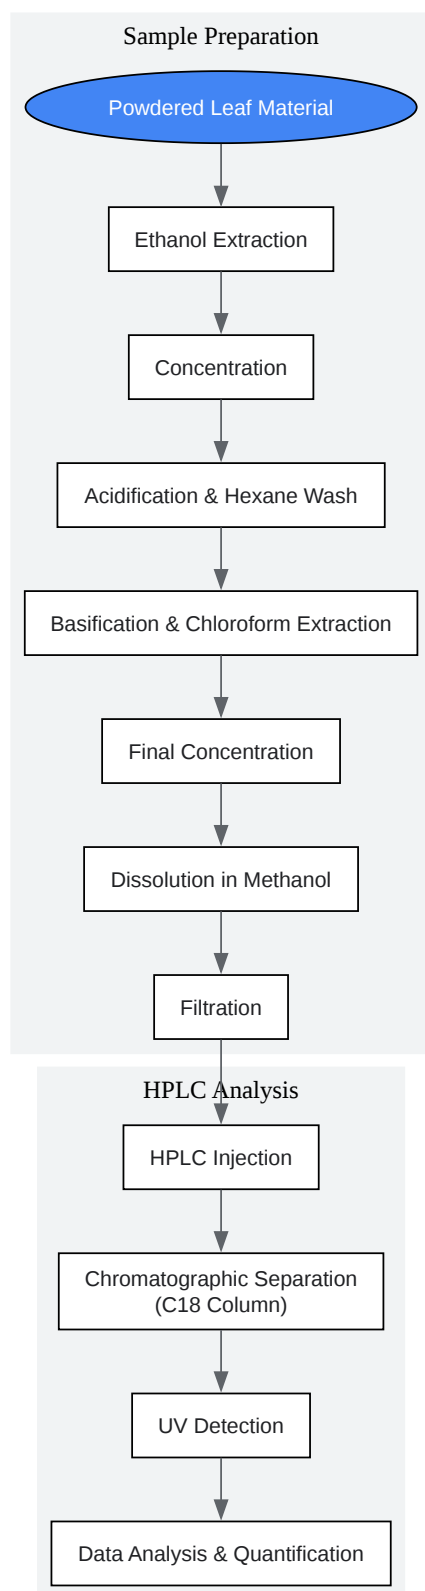 Sample Preparation
Powdered Leaf Material
Ethanol Extraction
Concentration
Acidification & Hexane Wash
Basification & Chloroform Extraction
Final Concentration
Dissolution in Methanol
Filtration
HPLC Analysis
HPLC Injection
Chromatographic Separation
(C18 Column)
UV Detection
Data Analysis & Quantification